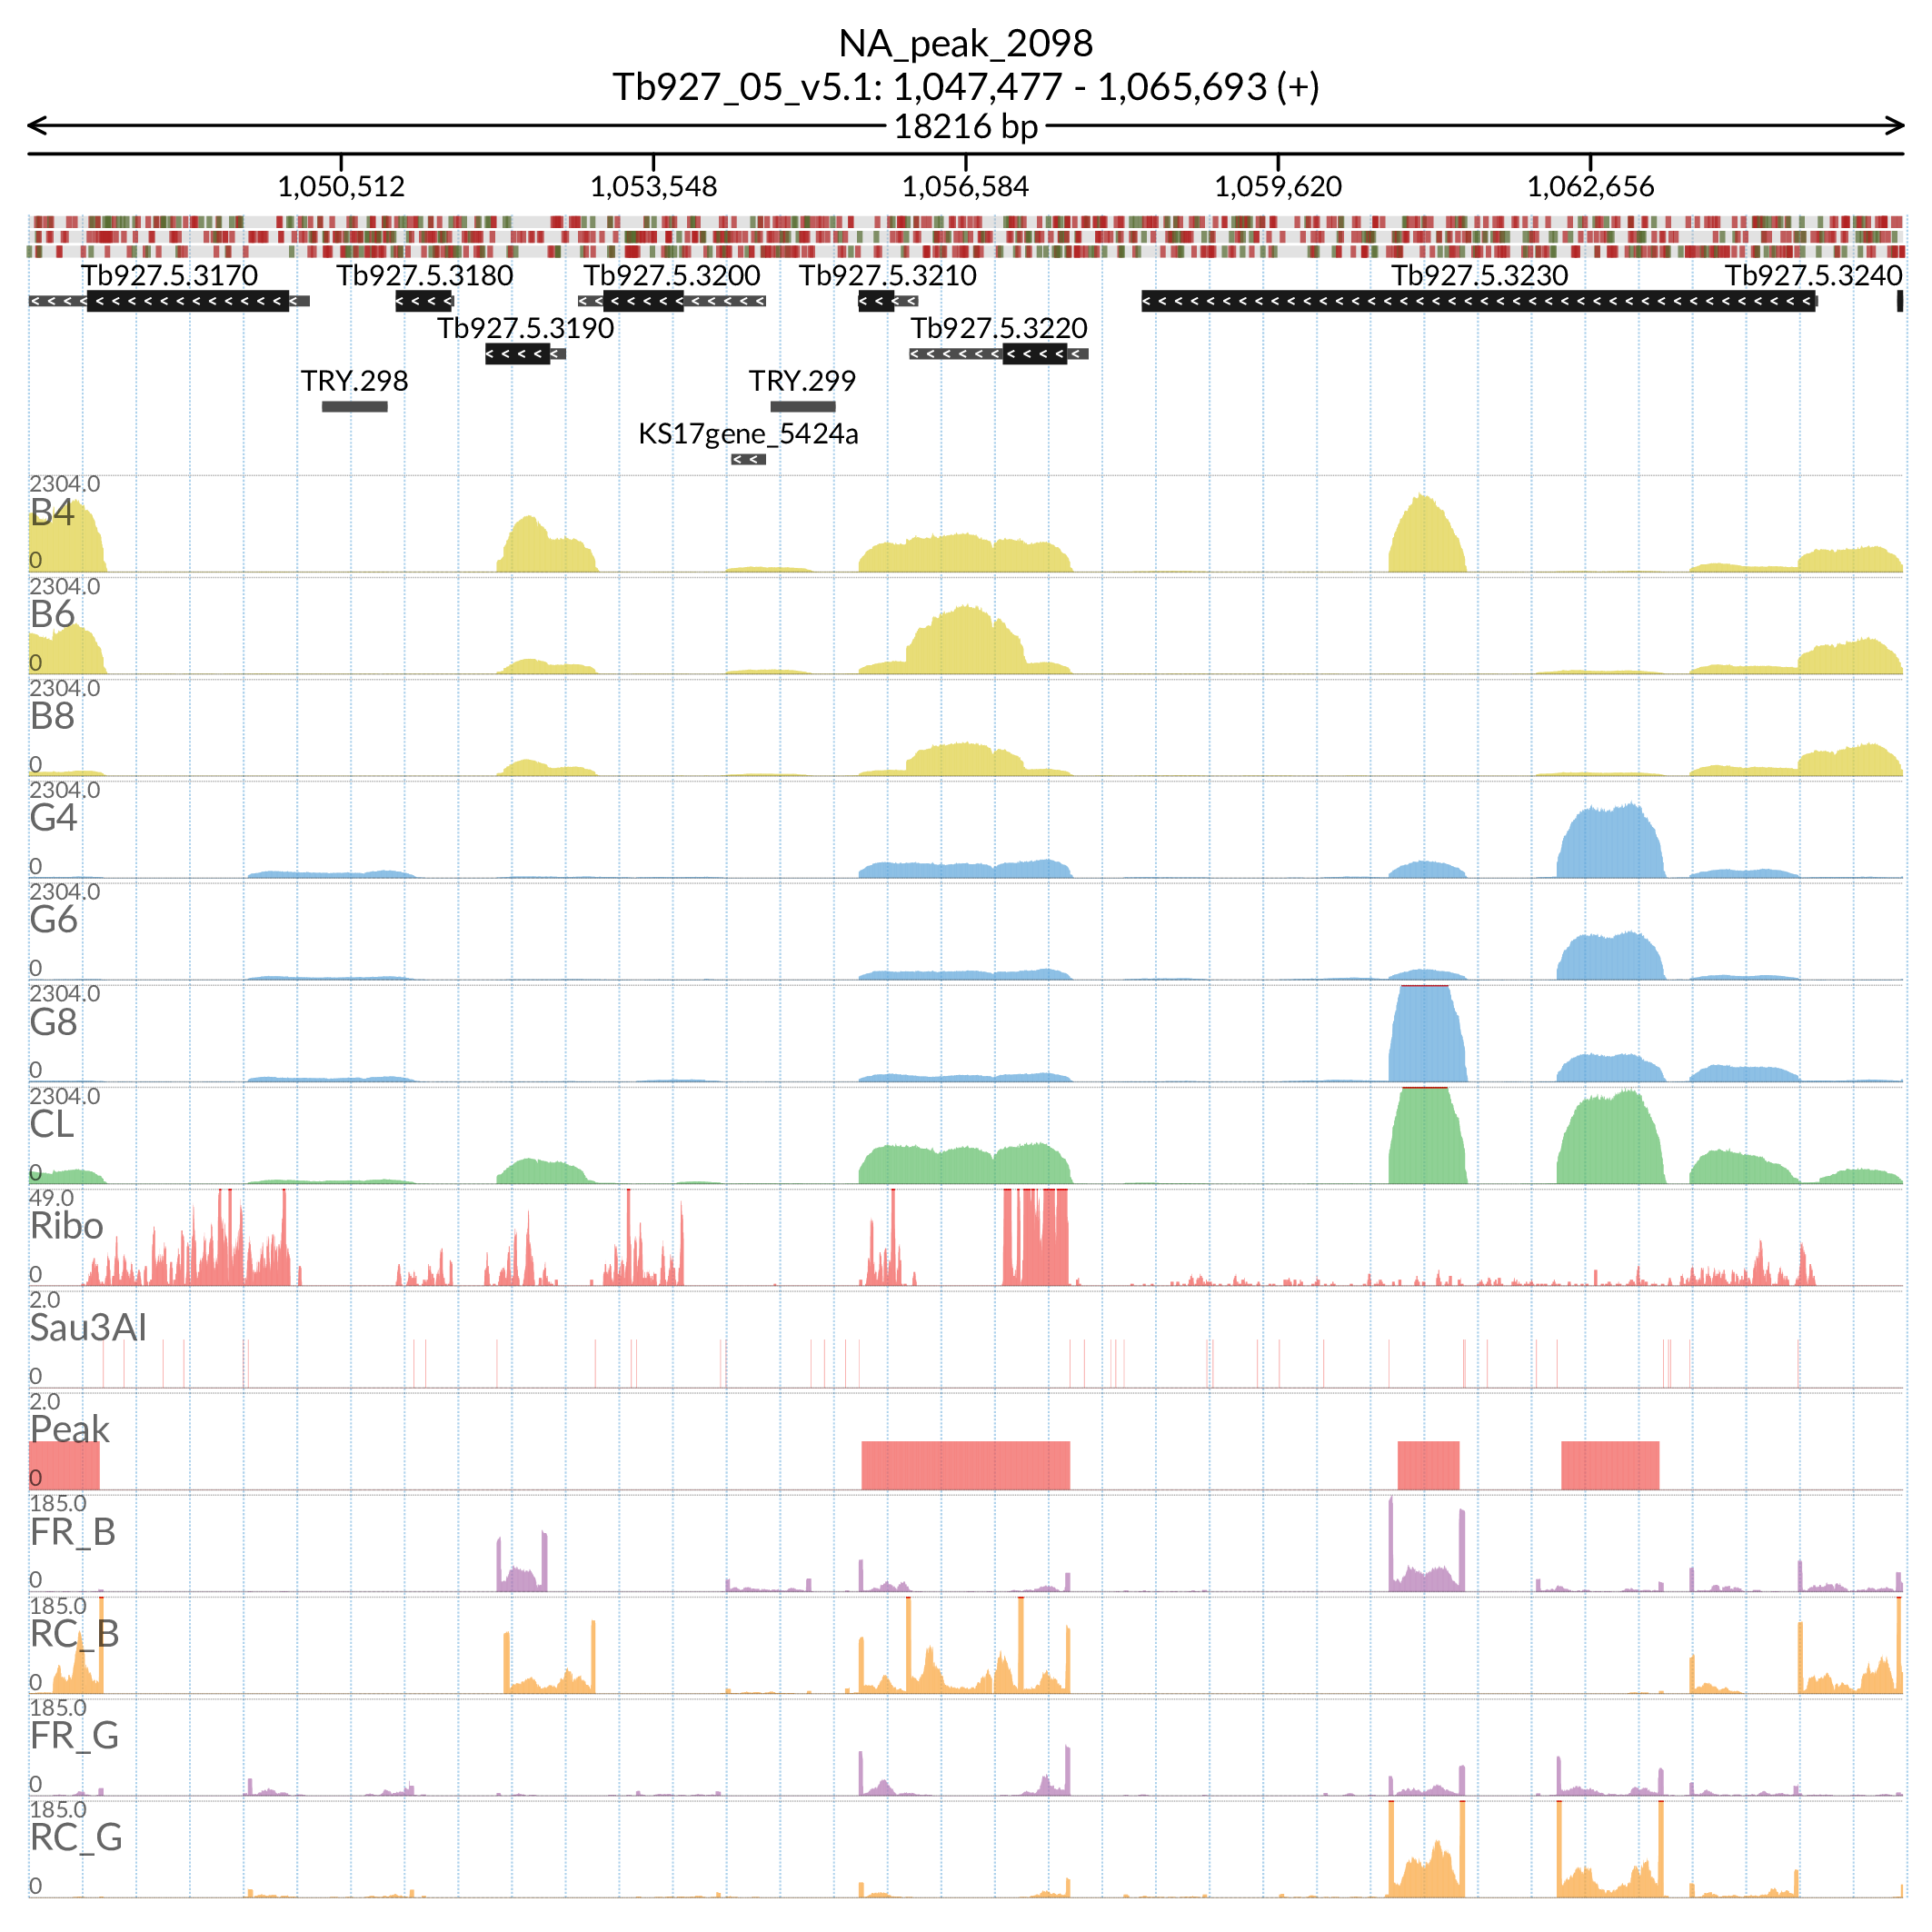 NA_peak_2098
Tb927_05_v5.1: 1,047,477 - 1,065,693 (+)
18216 bp
1,050,512 1,053,548 1,056,584 1,059,620 1,062,656
Tb927.5.3170 Tb927.5.3180 Tb927.5.3200 Tb927.5.3210 Tb927.5.3230 Tb927.5.3240
Tb927.5.3190 Tb927.5.3220
TRY.298 TRY.299
KS17gene_5424a
2304.0
B4
0
2304.0
B6
0
2304.0
B8
0
2304.0
G4
0
2304.0
G6
0
2304.0
G8
0
2304.0
CL
0
49.0
Ribo
0
2.0
Sau3AI
0
2.0
Peak
0
185.0
FR_B
0
185.0
RC_B
0
185.0
FR_G
0
185.0
RC_G
0